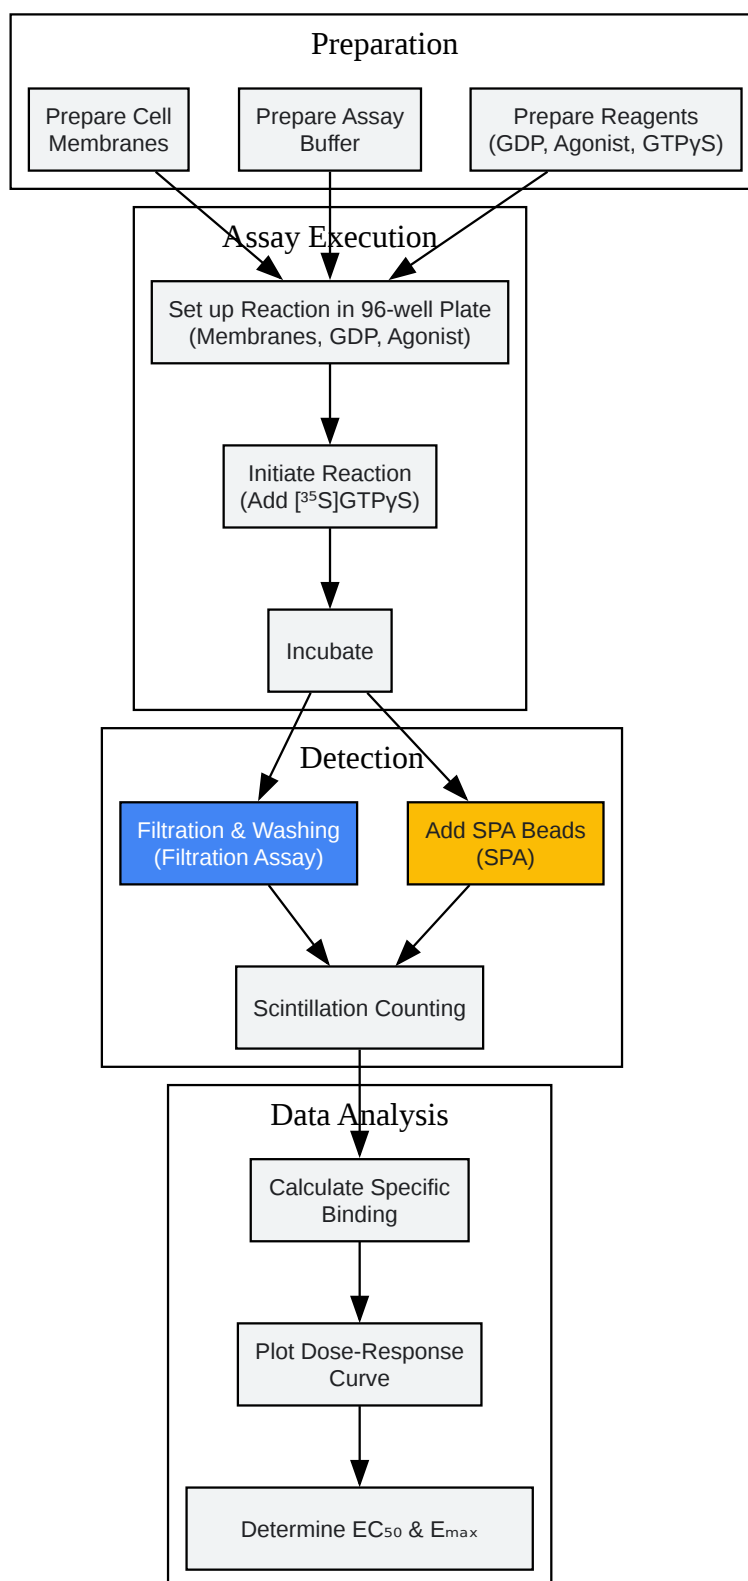 Preparation
Prepare Cell
Membranes
Prepare Assay
Buffer
Prepare Reagents
(GDP, Agonist, GTPγS)
Assay Execution
Set up Reaction in 96-well Plate
(Membranes, GDP, Agonist)
Initiate Reaction
(Add [³⁵S]GTPγS)
Incubate
Detection
Filtration & Washing
(Filtration Assay)
Add SPA Beads
(SPA)
Scintillation Counting
Data Analysis
Calculate Specific
Binding
Plot Dose-Response
Curve
Determine EC₅₀ & Eₘₐₓ